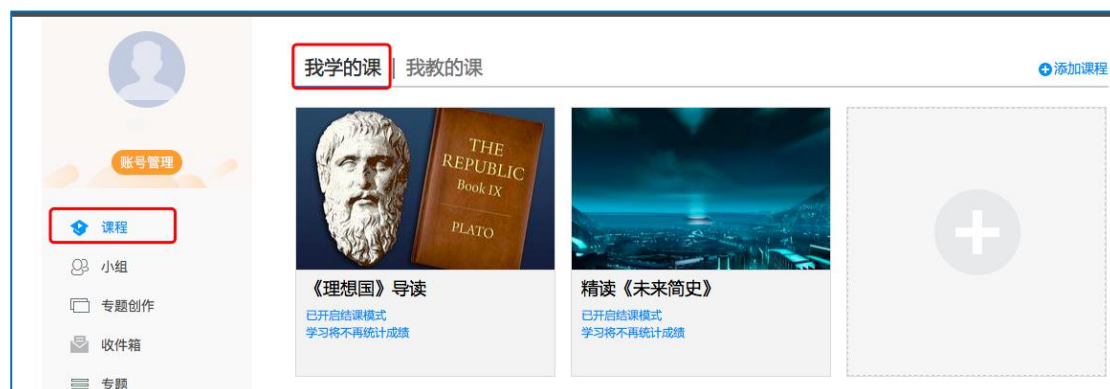 账号管理
课程
小组
专题创作
收件箱
专题
我学的课 | 我教的课
添加课程
THE
REPUBLIC
Book IX
PLATO
《理想国》导读
已开启结课模式
学习将不再统计成绩
精读《未来简史》
已开启结课模式
学习将不再统计成绩